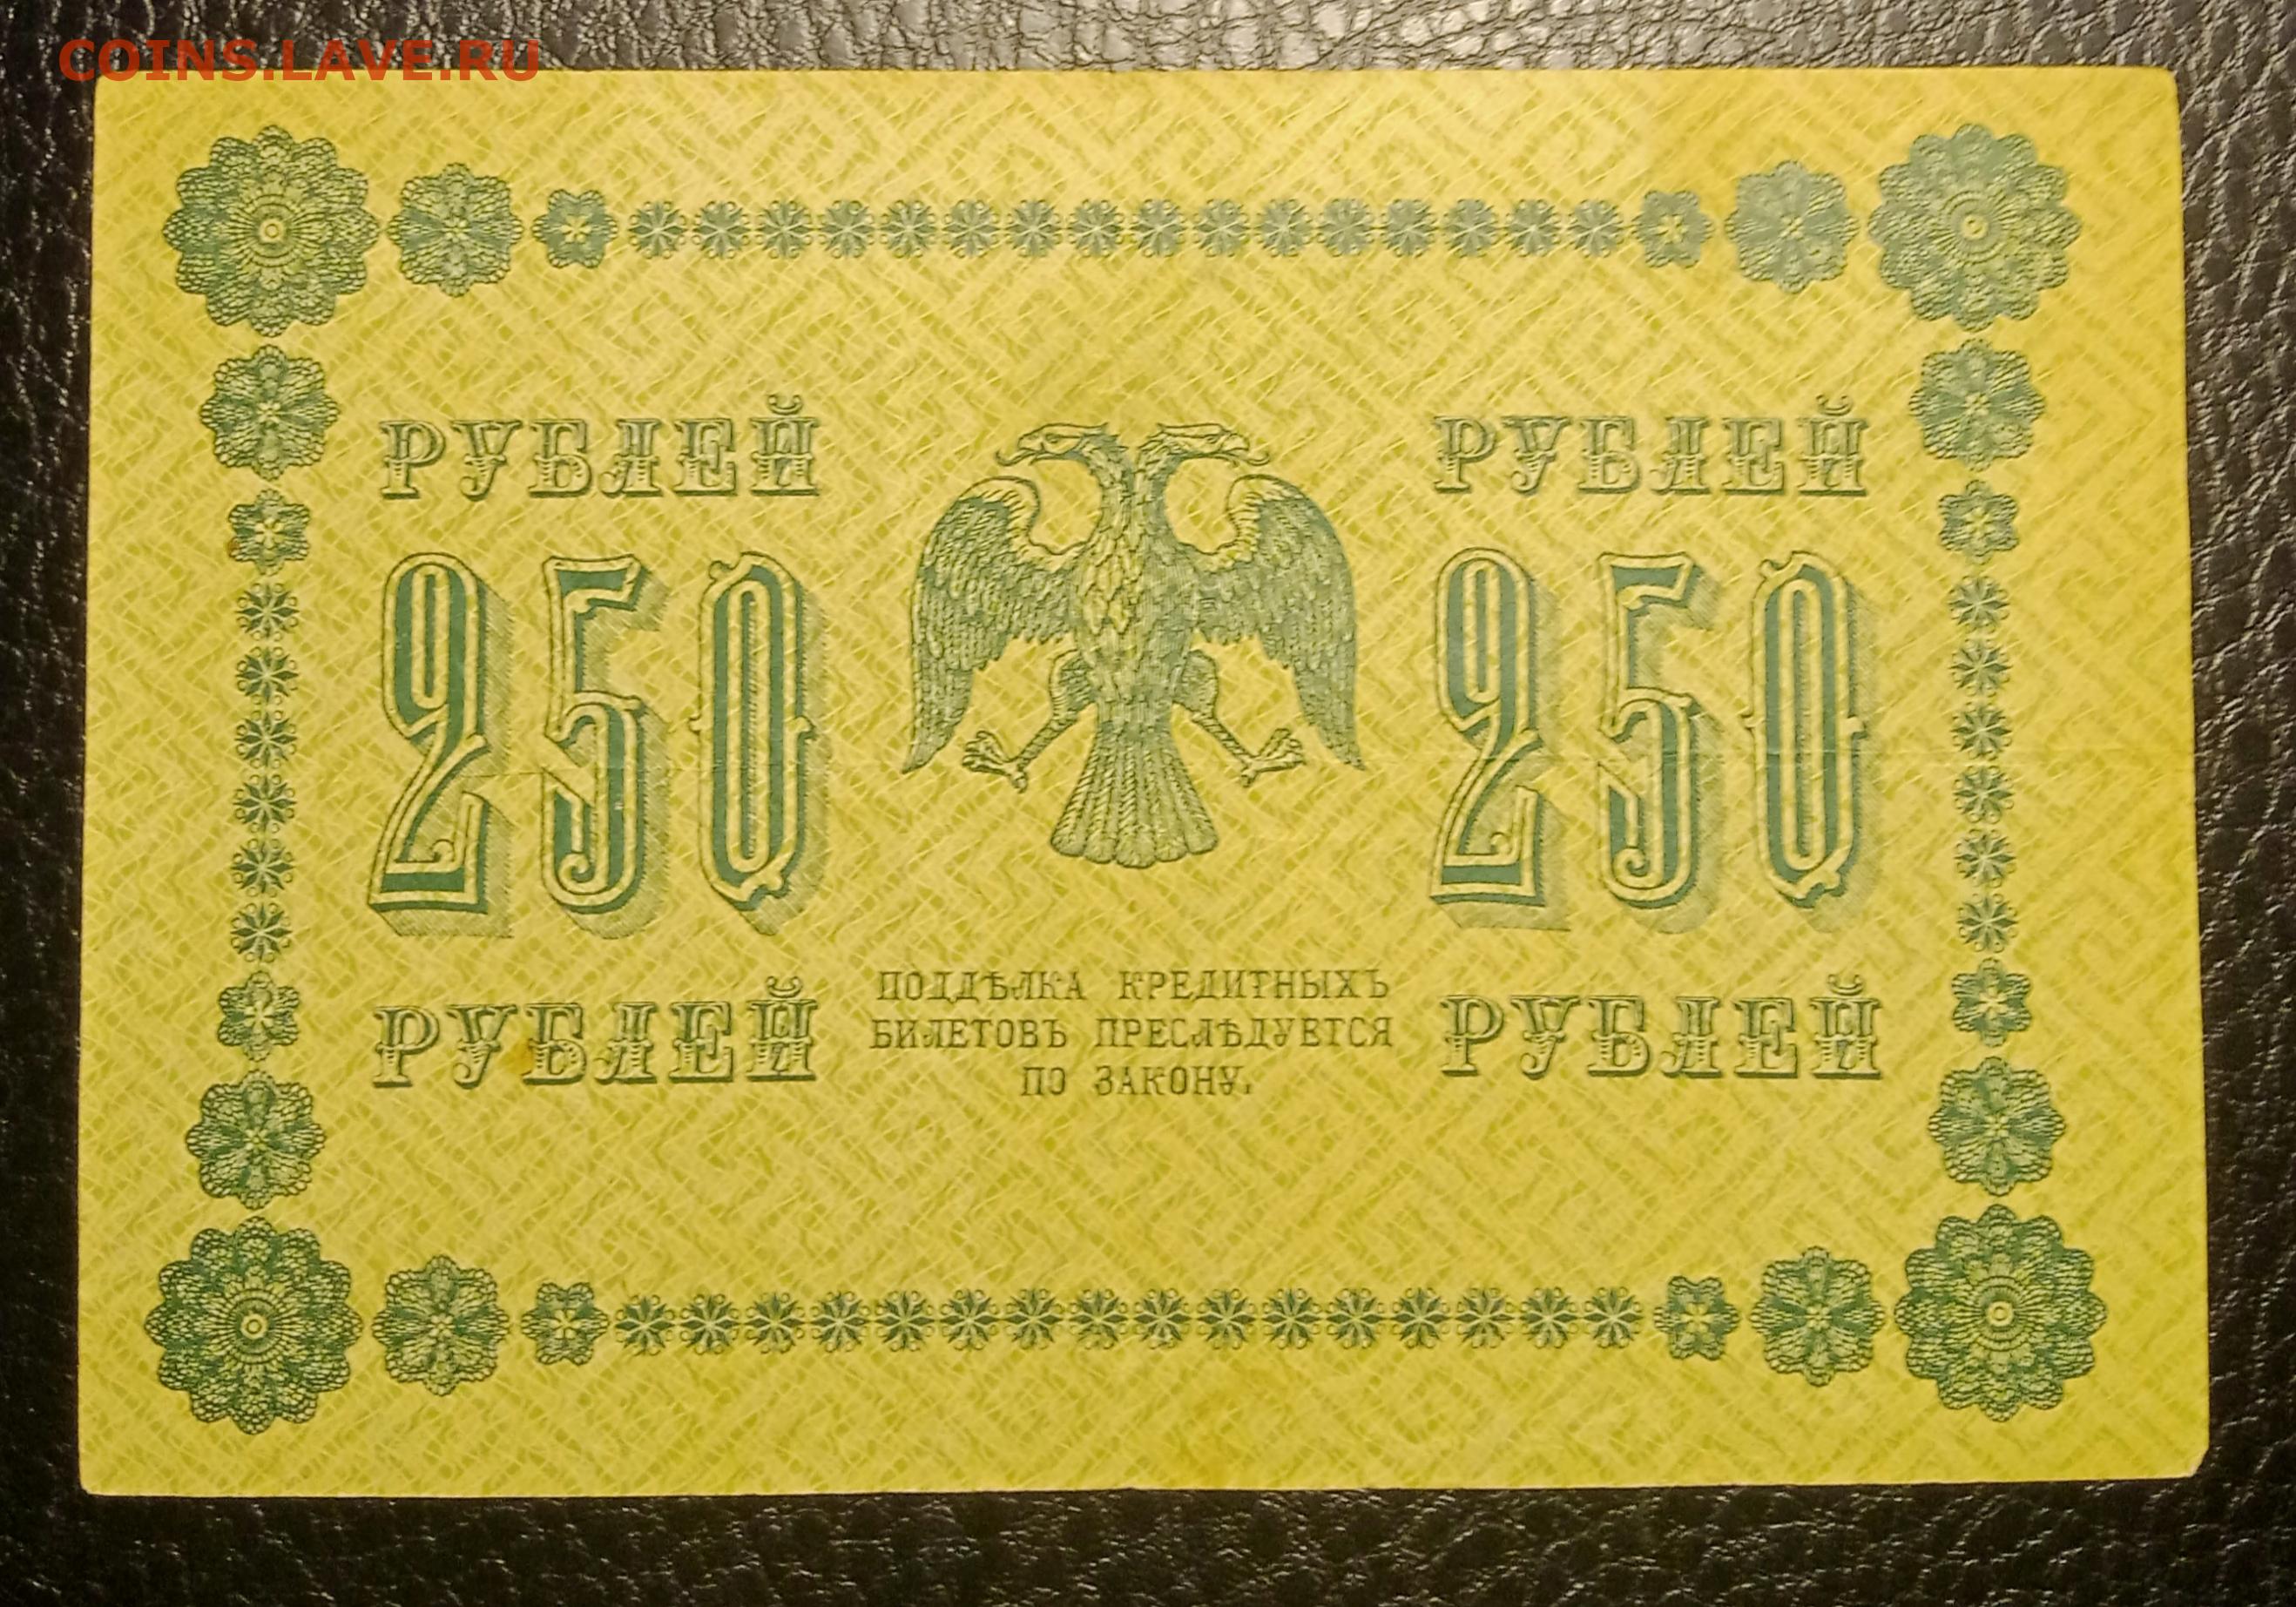 COINS.LAVE.RU
РУБЛЕЙ
РУБЛЕЙ
250
250
РУБЛЕЙ
ПОДДѢЛКА КРЕДИТНЫХЪ
БИЛЕТОВЪ ПРЕСЛѢДУЕТСЯ
ПО ЗАКОНУ.
РУБЛЕЙ